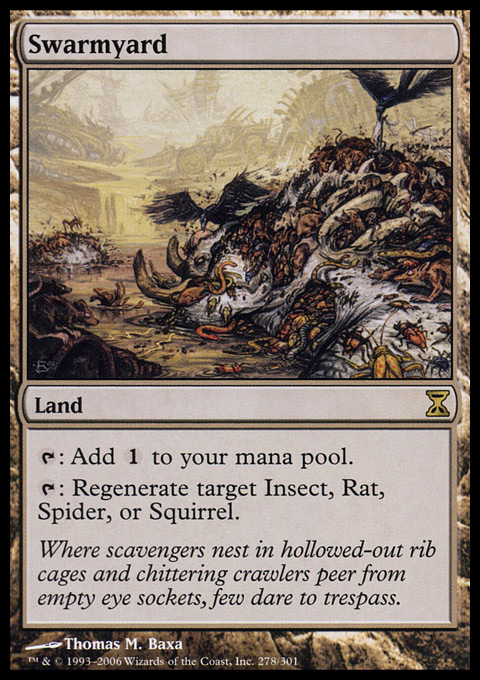 Swarmyard
Land
: Add 1 to your mana pool.
: Regenerate target Insect, Rat,
Spider, or Squirrel.
Where scavengers nest in hollowed-out rib
cages and chittering crawlers peer from
empty eye sockets, few dare to trespass.
Thomas M. Baxa
™ & © 1993–2006 Wizards of the Coast, Inc. 278/301